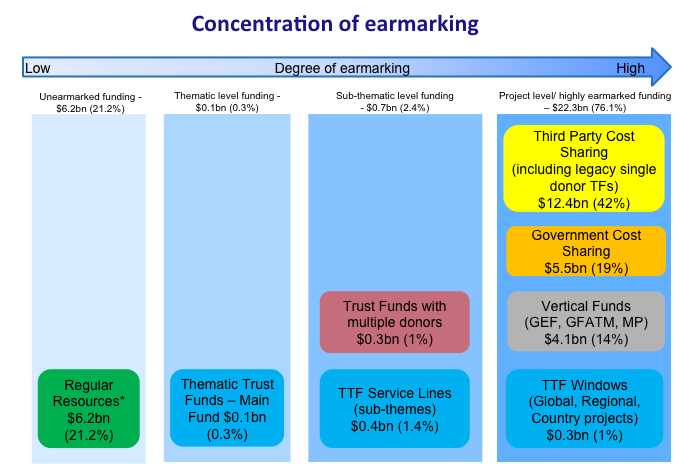 Concentration of earmarking
Low
Degree of earmarking
High
Unearmarked funding -
$6.2bn (21.2%)
Thematic level funding -
$0.1bn (0.3%)
Sub-thematic level funding
- $0.7bn (2.4%)
Project level/ highly earmarked funding
– $22.3bn (76.1%)
Third Party Cost
Sharing
(including legacy single
donor TFs)
$12.4bn (42%)
Government Cost
Sharing
$5.5bn (19%)
Trust Funds with
multiple donors
$0.3bn (1%)
Vertical Funds
(GEF, GFATM, MP)
$4.1bn (14%)
Regular
Resources*
$6.2bn
(21.2%)
Thematic Trust
Funds – Main
Fund $0.1bn
(0.3%)
TTF Service Lines
(sub-themes)
$0.4bn (1.4%)
TTF Windows
(Global, Regional,
Country projects)
$0.3bn (1%)